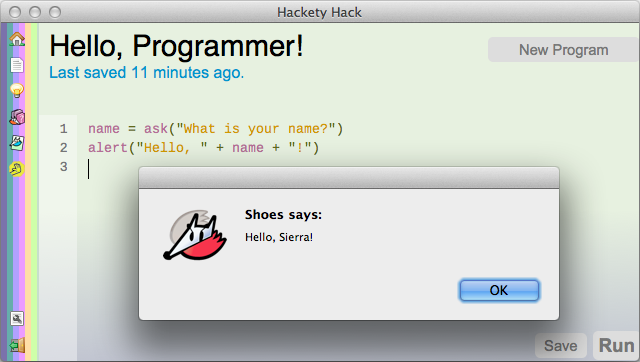 Hackety Hack
Hello, Programmer!
New Program
Last saved 11 minutes ago.
1 name = ask("What is your name?")
2 alert("Hello, " + name + "!")
3
Shoes says:
Hello, Sierra!
OK
Save
Run